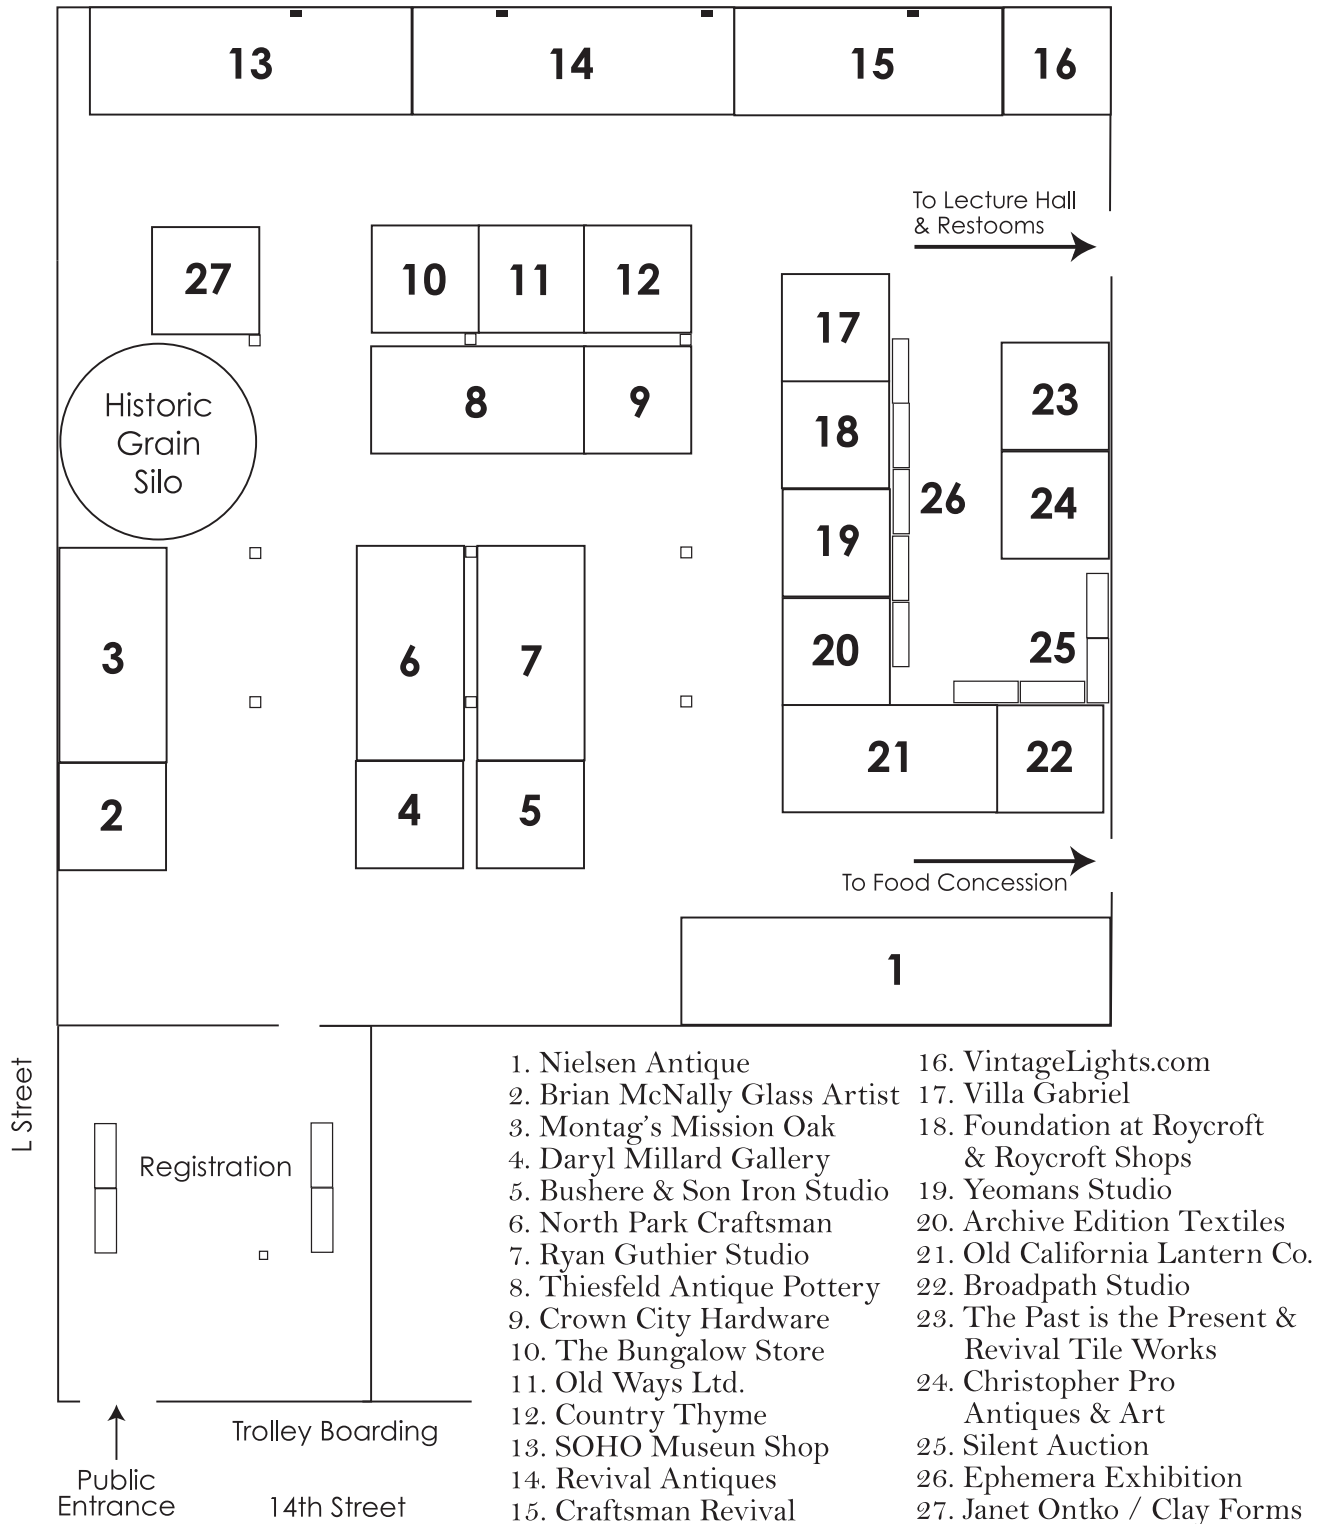 13
14
15
16
To Lecture Hall
& Restooms
27
10
11
12
17
8
9
23
Historic
Grain
Silo
18
26
24
19
3
6
7
20
25
21
22
2
4
5
To Food Concession
1
L Street
Registration
Trolley Boarding
Public
Entrance
14th Street
1. Nielsen Antique
2. Brian McNally Glass Artist
3. Montag's Mission Oak
4. Daryl Millard Gallery
5. Bushere & Son Iron Studio
6. North Park Craftsman
7. Ryan Guthier Studio
8. Thiesfeld Antique Pottery
9. Crown City Hardware
10. The Bungalow Store
11. Old Ways Ltd.
12. Country Thyme
13. SOHO Museun Shop
14. Revival Antiques
15. Craftsman Revival
16. VintageLights.com
17. Villa Gabriel
18. Foundation at Roycroft
& Roycroft Shops
19. Yeomans Studio
20. Archive Edition Textiles
21. Old California Lantern Co.
22. Broadpath Studio
23. The Past is the Present &
Revival Tile Works
24. Christopher Pro
Antiques & Art
25. Silent Auction
26. Ephemera Exhibition
27. Janet Ontko / Clay Forms